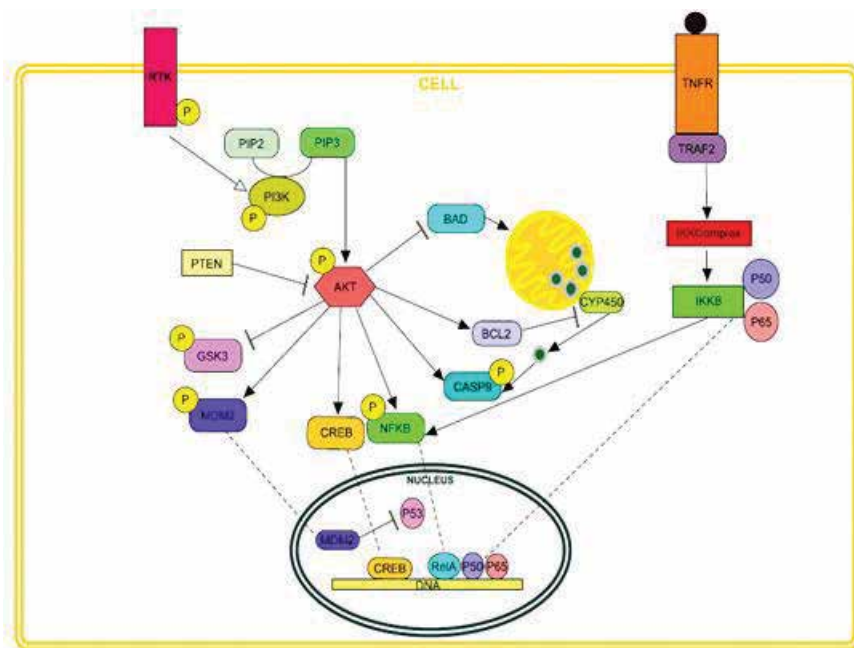 CELL
RTK
P
TNFR
TRAF2
PIP2
PIP3
PI3K
P
BAD
PTEN
P
AKT
IKKComplex
P50
IKKB
P65
CYP450
BCL2
P
GSK3
P
CASP9
P
MDM2
CREB
P
NFKB
NUCLEUS
P53
MDM2
CREB
RelA
P50
P65
DNA